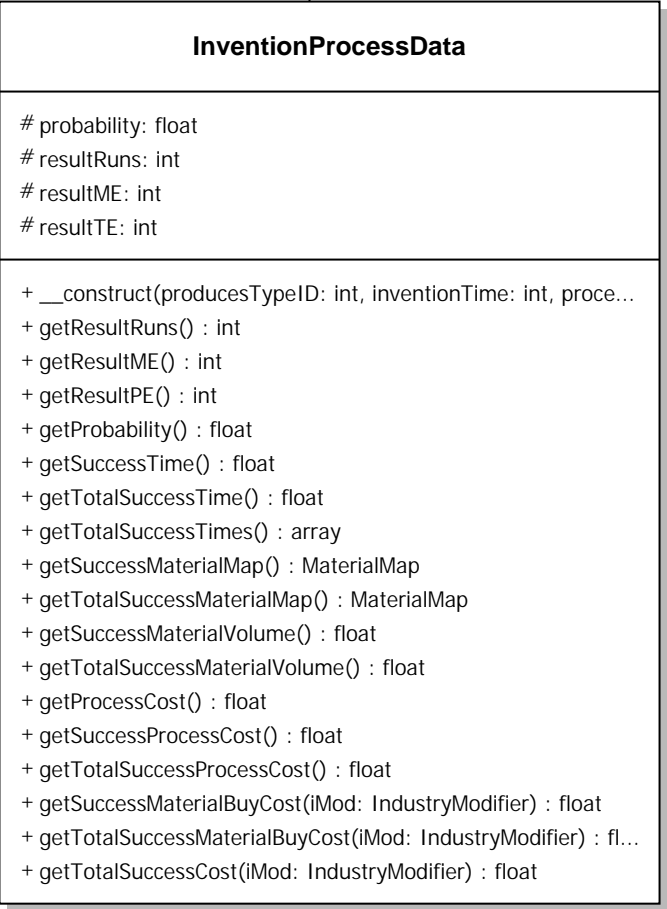 InventionProcessData
# probability: float
# resultRuns: int
# resultME: int
# resultTE: int
+ __construct(producesTypeID: int, inventionTime: int, proce...
+ getResultRuns() : int
+ getResultME() : int
+ getResultPE() : int
+ getProbability() : float
+ getSuccessTime() : float
+ getTotalSuccessTime() : float
+ getTotalSuccessTimes() : array
+ getSuccessMaterialMap() : MaterialMap
+ getTotalSuccessMaterialMap() : MaterialMap
+ getSuccessMaterialVolume() : float
+ getTotalSuccessMaterialVolume() : float
+ getProcessCost() : float
+ getSuccessProcessCost() : float
+ getTotalSuccessProcessCost() : float
+ getSuccessMaterialBuyCost(iMod: IndustryModifier) : float
+ getTotalSuccessMaterialBuyCost(iMod: IndustryModifier) : fl...
+ getTotalSuccessCost(iMod: IndustryModifier) : float